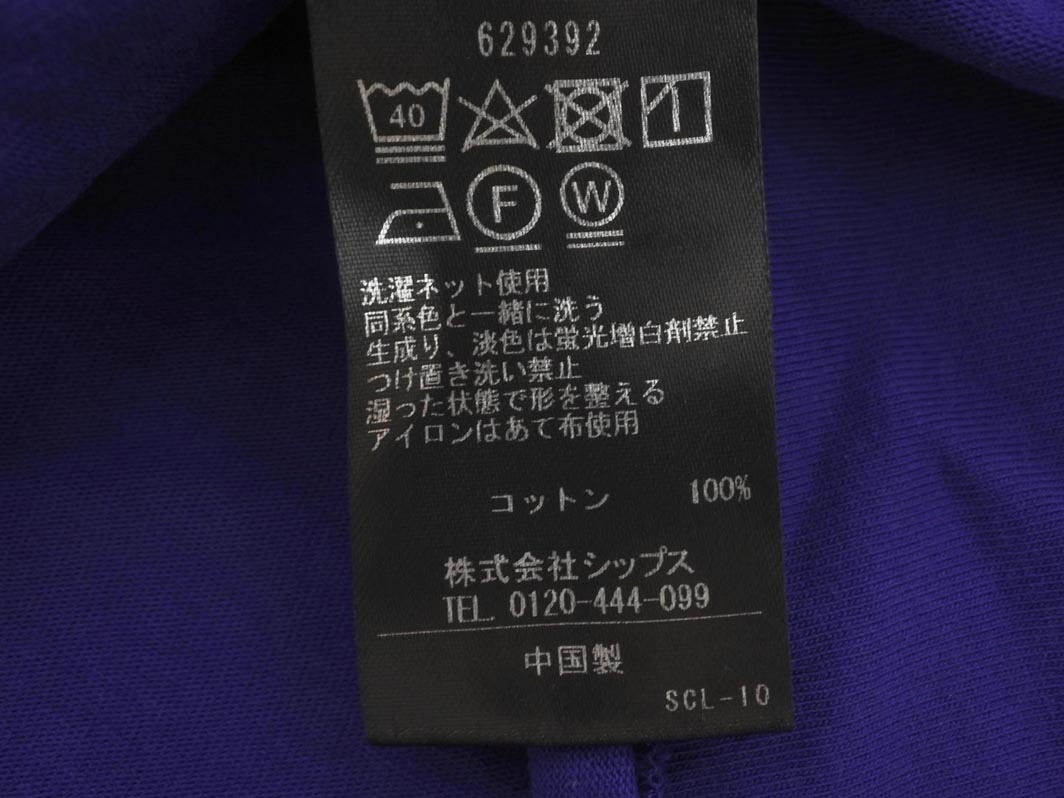 629392
40
F W
洗濯ネット使用
同系色と一緒に洗う
生成り、淡色は蛍光増白剤禁止
つけ置き洗い禁止
湿った状態で形を整える
アイロンはあて布使用
コットン 100%
株式会社シップス
TEL. 0120-444-099
中国製
SCL-10